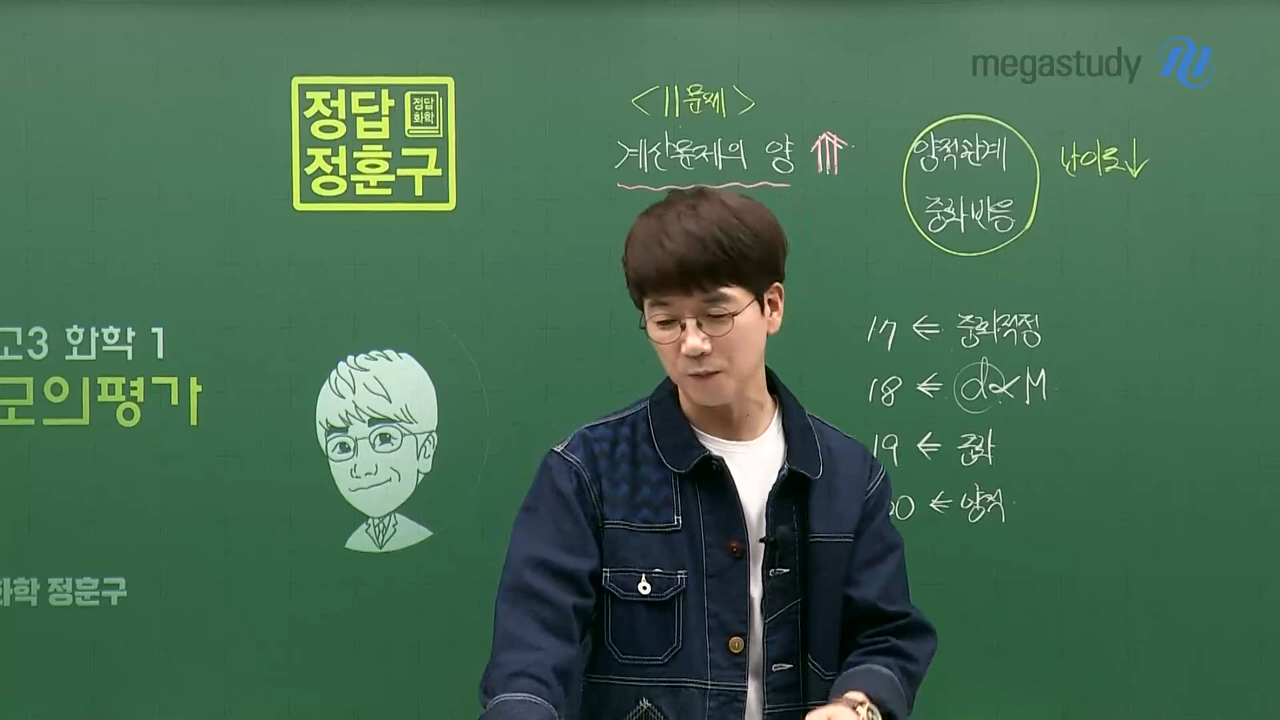 megastudy
정답
정답
화학
정훈구
고3 화학 1
모의평가
화학 정훈구
<11문제>
계산문제의 양 ↑
양적관계
중화반응
난이도↓
17 ⇐ 중화적정
18 ⇐ d∝M
19 ⇐ 중화
20 ⇐ 양적